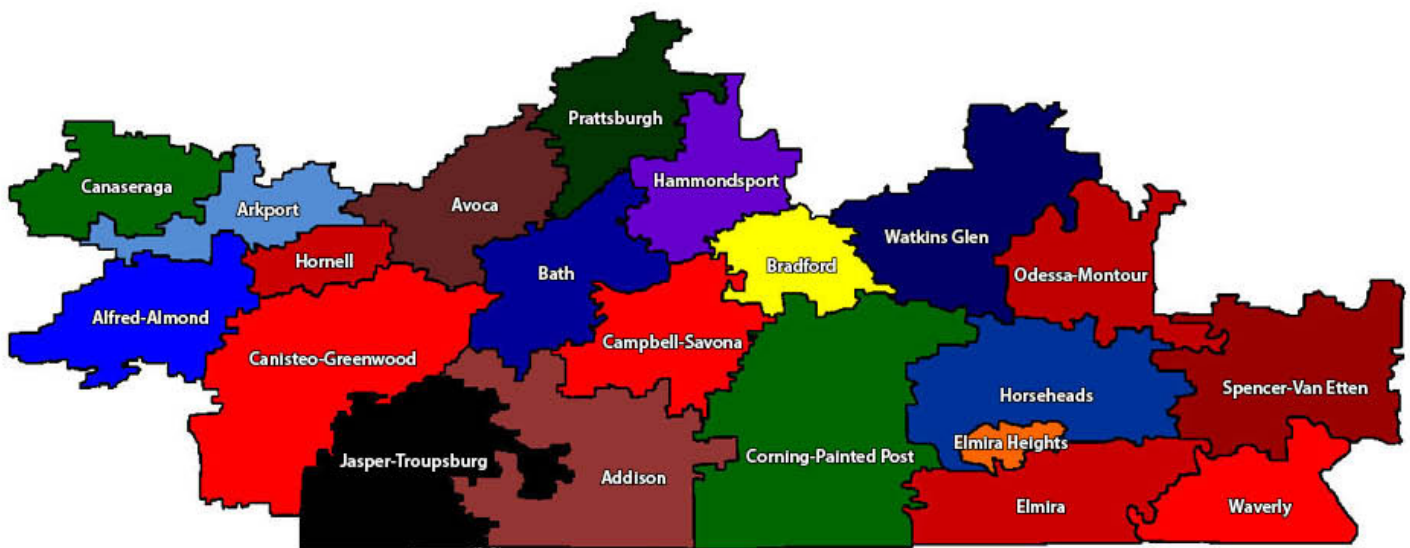 Prattsburgh
Canaseraga
Hammondsport
Arkport
Avoca
Watkins Glen
Hornell
Bath
Bradford
Odessa-Montour
Alfred-Almond
Canisteo-Greenwood
Campbell-Savona
Horseheads
Spencer-Van Etten
Elmira Heights
Jasper-Troupsburg
Corning-Painted Post
Addison
Elmira
Waverly